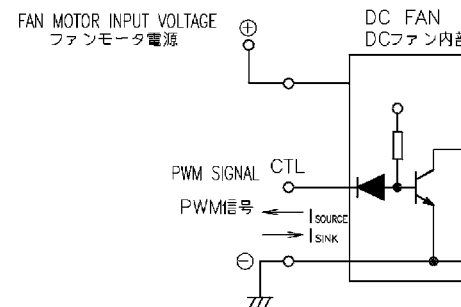 FAN MOTOR INPUT VOLTAGE
ファンモータ電源
⊕
DC FAN
DCファン内部
PWM SIGNAL CTL
PWM信号
I SOURCE
I SINK
⊖